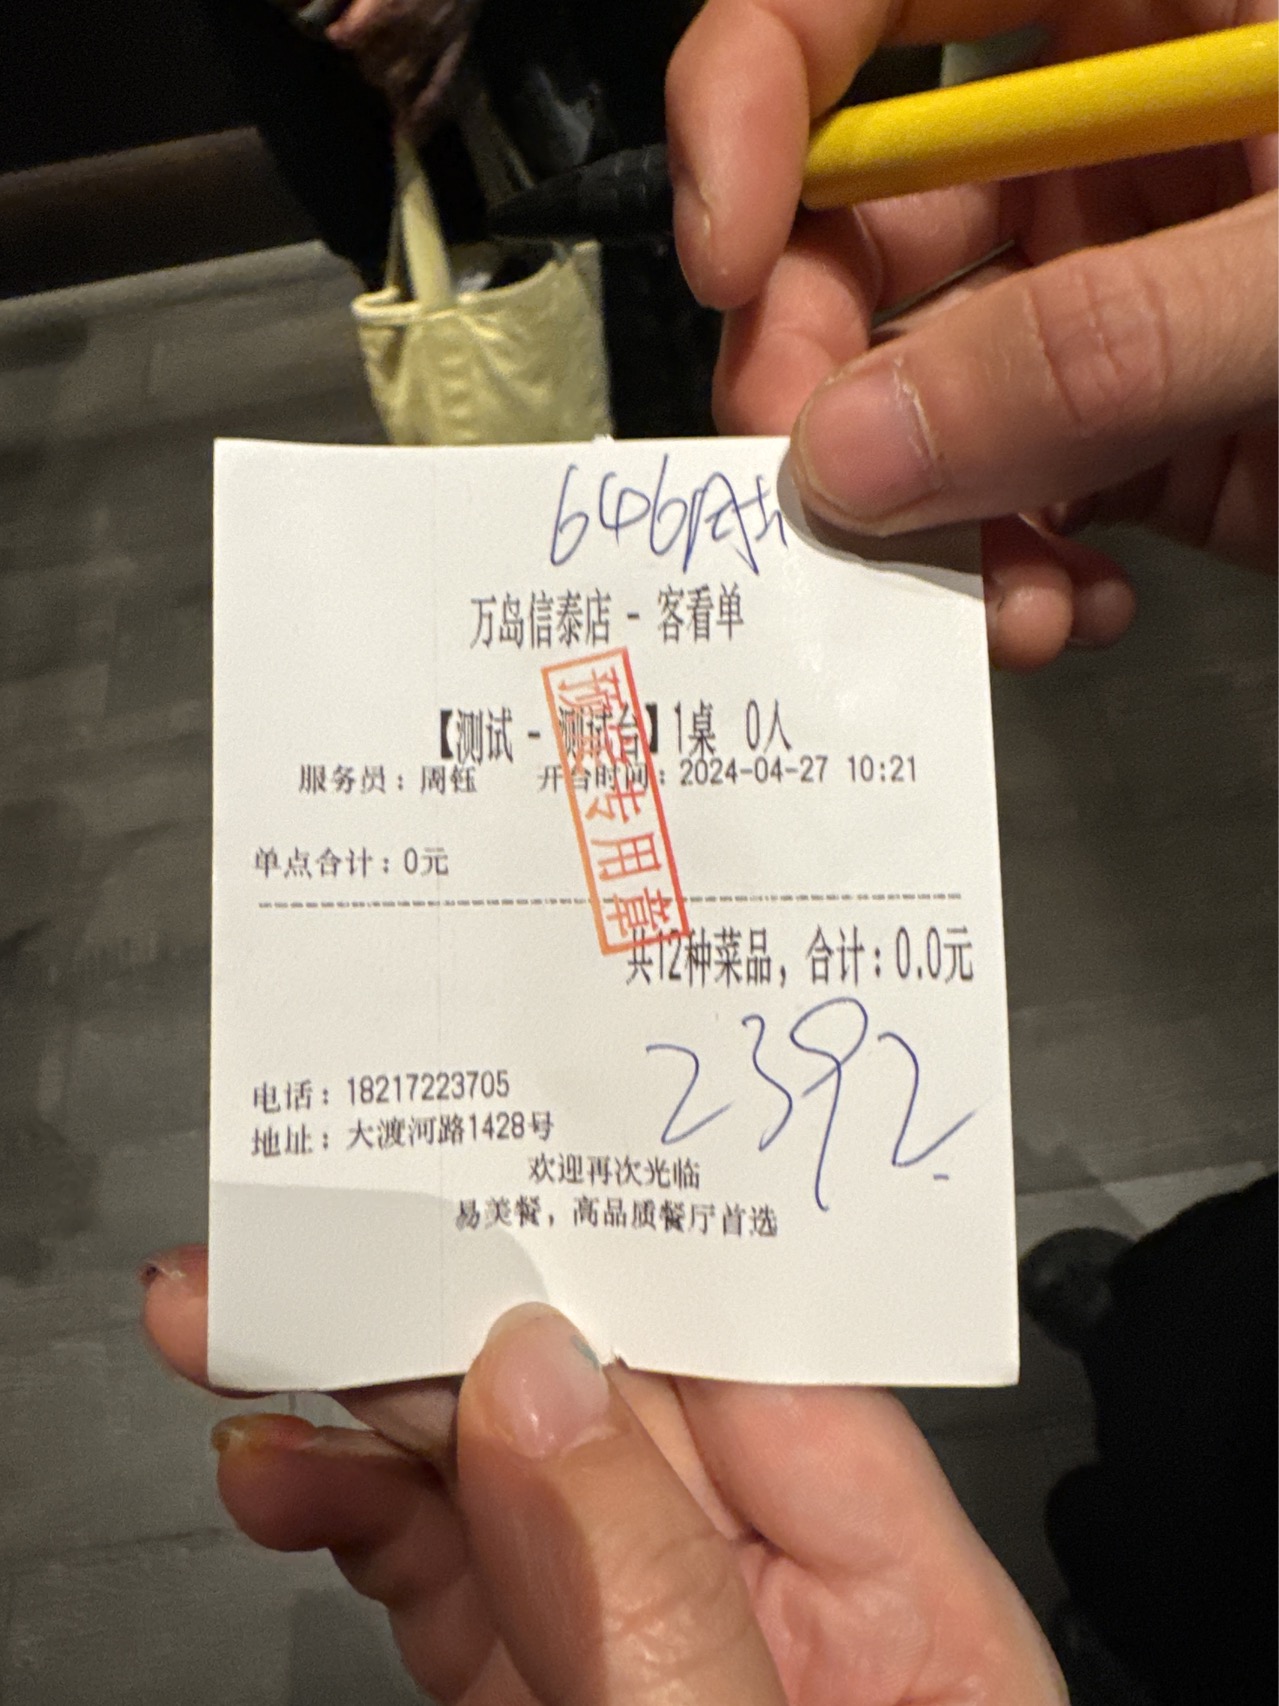 646
万岛信泰店 - 客看单
【测试 - 测试台】1桌 0人
服务员：周钰 开台时间：2024-04-27 10:21
单点合计：0元
专用章
共12种菜品，合计：0.0元
2392
电话：18217223705
地址：大渡河路1428号
欢迎再次光临
易美餐，高品质餐厅首选